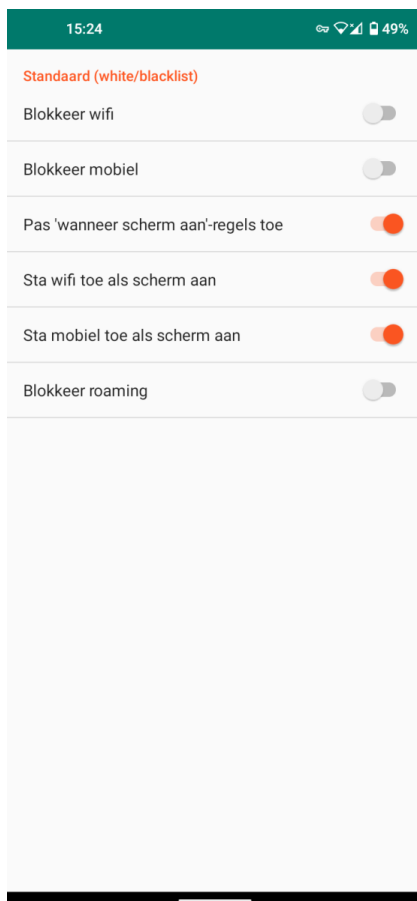 15:24 49%
Standaard (white/blacklist)
Blokkeer wifi
Blokkeer mobiel
Pas 'wanneer scherm aan'-regels toe
Sta wifi toe als scherm aan
Sta mobiel toe als scherm aan
Blokkeer roaming